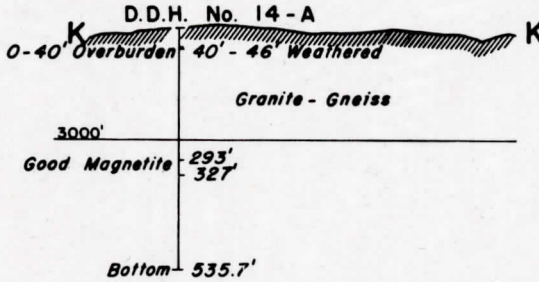 D.D.H. No. 14-A
K K
0-40' Overburden 40'-46' Weathered
Granite-Gneiss
3000'
Good Magnetite 293'
327'
Bottom 535.7'